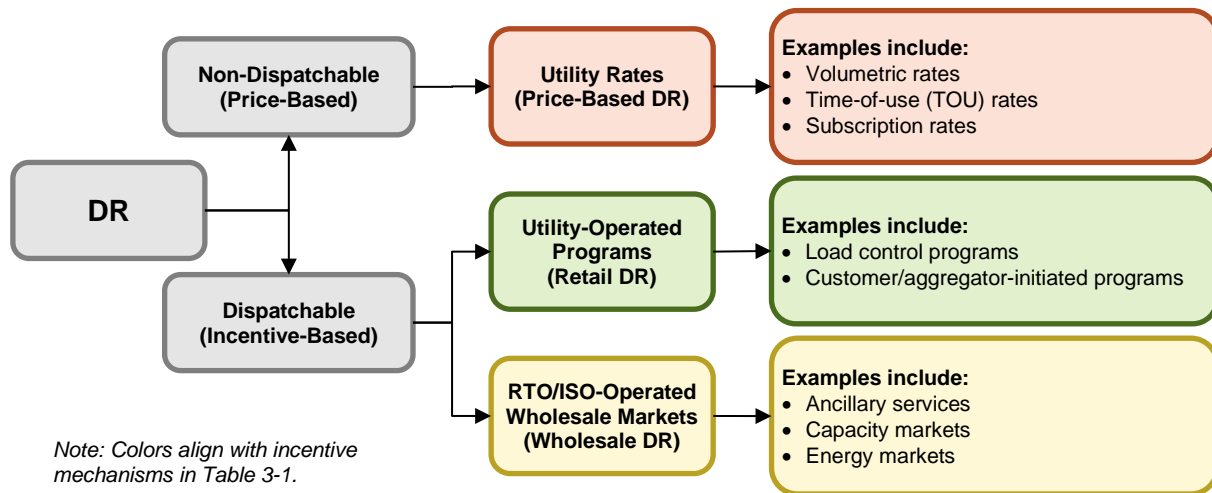 Non-Dispatchable
(Price-Based)
Utility Rates
(Price-Based DR)
Examples include:
• Volumetric rates
• Time-of-use (TOU) rates
• Subscription rates
DR
Utility-Operated
Programs
(Retail DR)
Examples include:
• Load control programs
• Customer/aggregator-initiated programs
Dispatchable
(Incentive-Based)
RTO/ISO-Operated
Wholesale Markets
(Wholesale DR)
Examples include:
• Ancillary services
• Capacity markets
• Energy markets
Note: Colors align with incentive
mechanisms in Table 3-1.